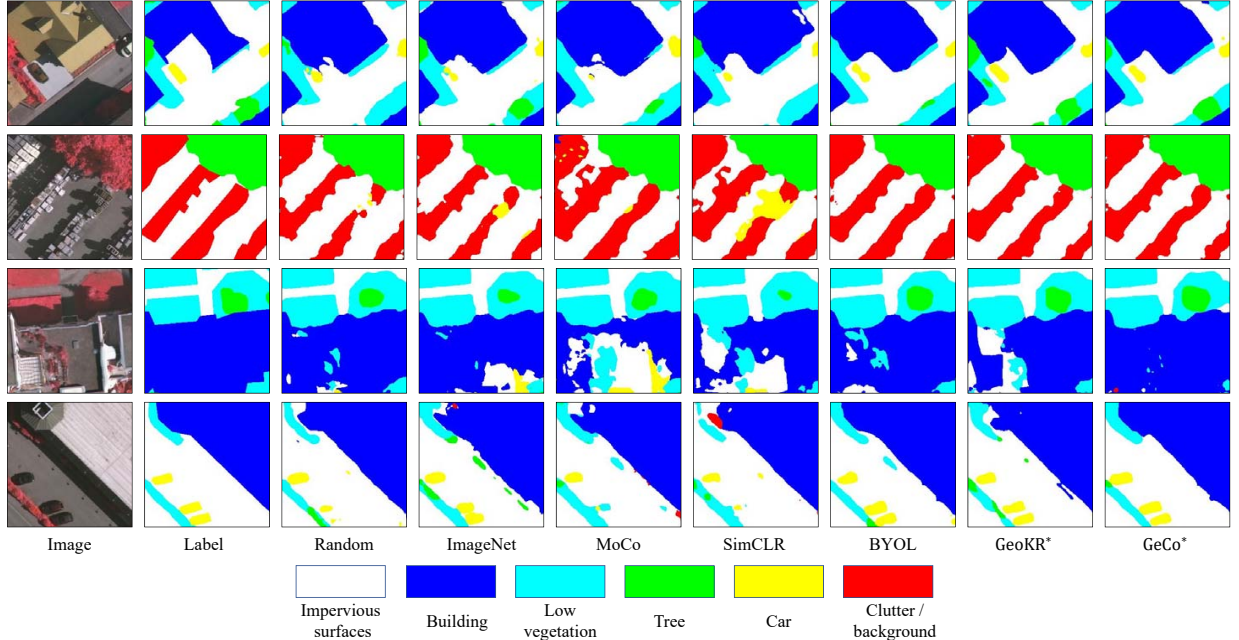 Image Label Random ImageNet MoCo SimCLR BYOL GeoKR* GeCo*
Impervious surfaces
Building
Low vegetation
Tree
Car
Clutter / background